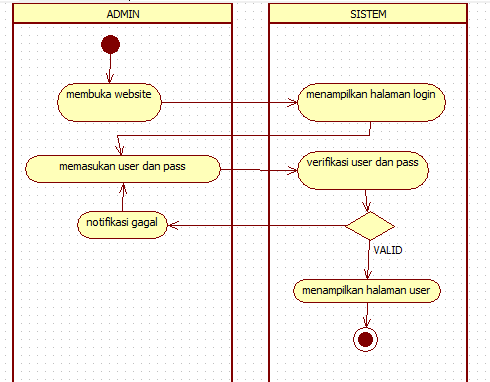 ADMIN
SISTEM
membuka website
menampilkan halaman login
memasukan user dan pass
verifikasi user dan pass
notifikasi gagal
VALID
menampilkan halaman user